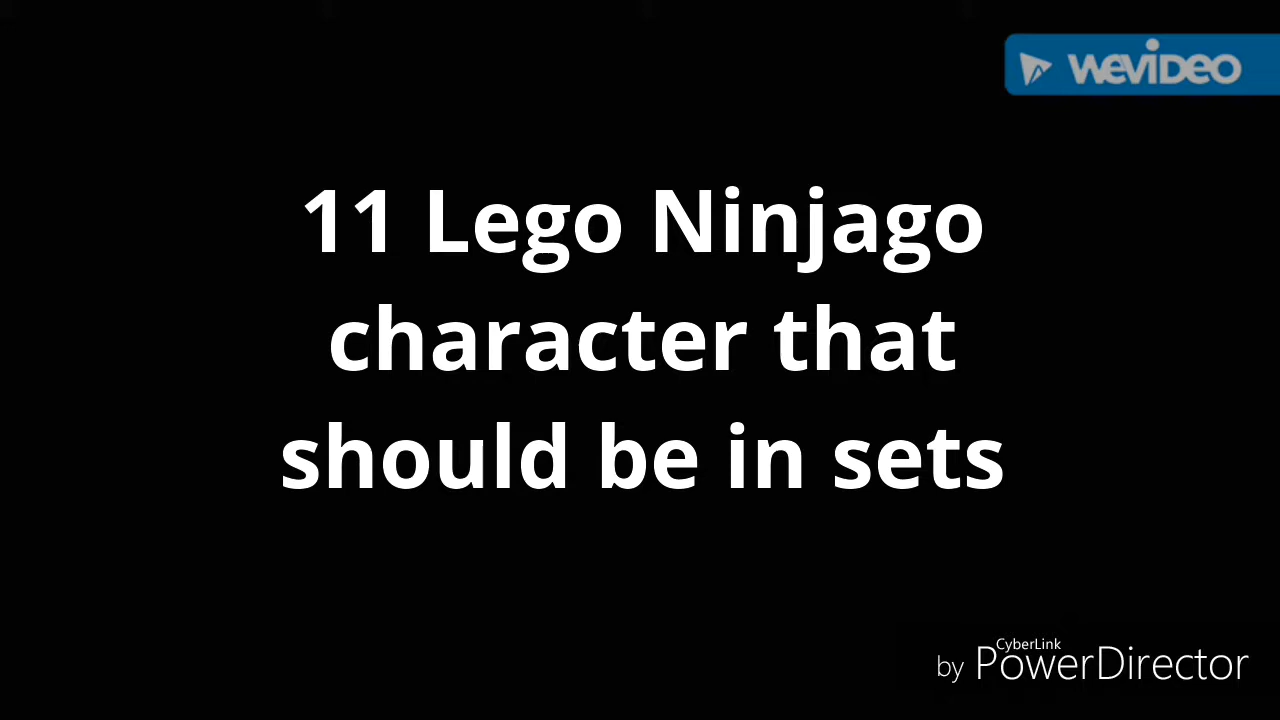 WEVIDEO
11 Lego Ninjago
character that
should be in sets
CyberLink
by PowerDirector